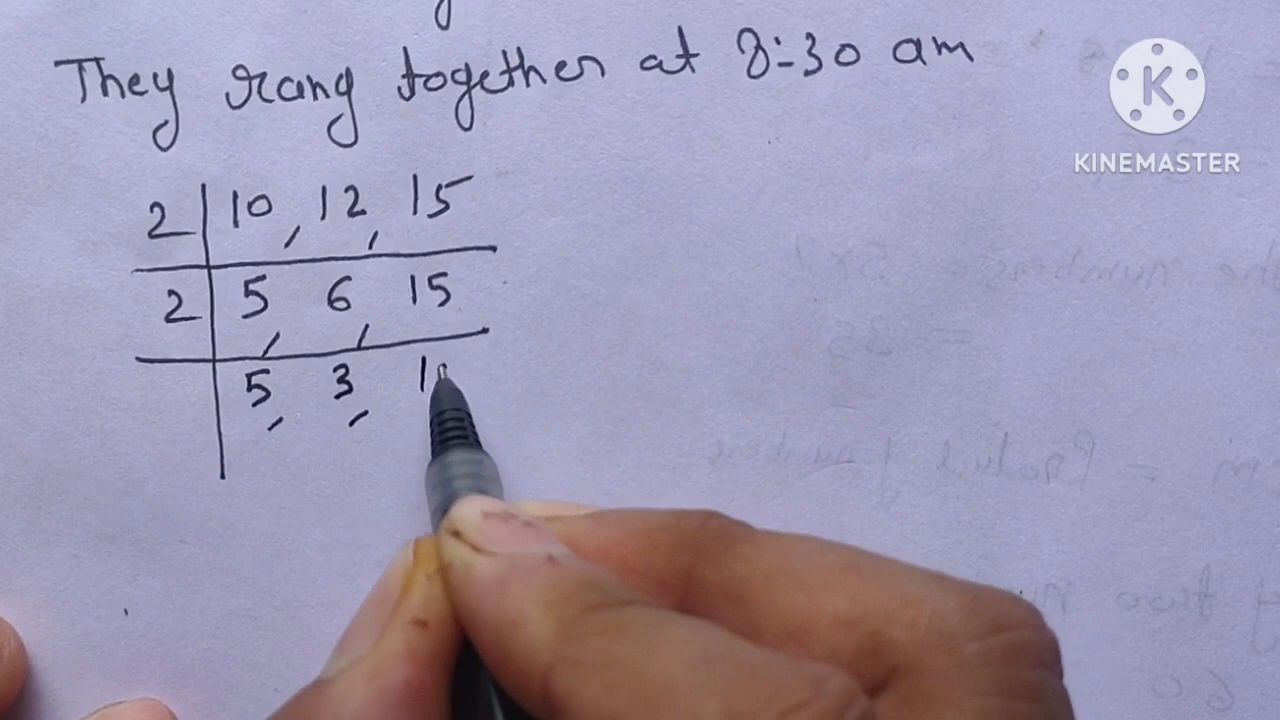 They rang together at 8:30 am
K
KINEMASTER
2 10, 12, 15
2 5, 6, 15
5, 3, 1